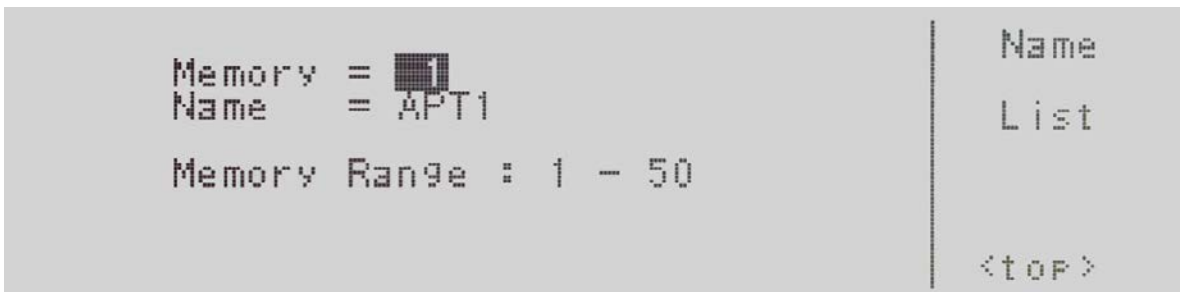 Memory = 1
Name = APT1
Memory Range : 1 - 50
Name
List
<top>